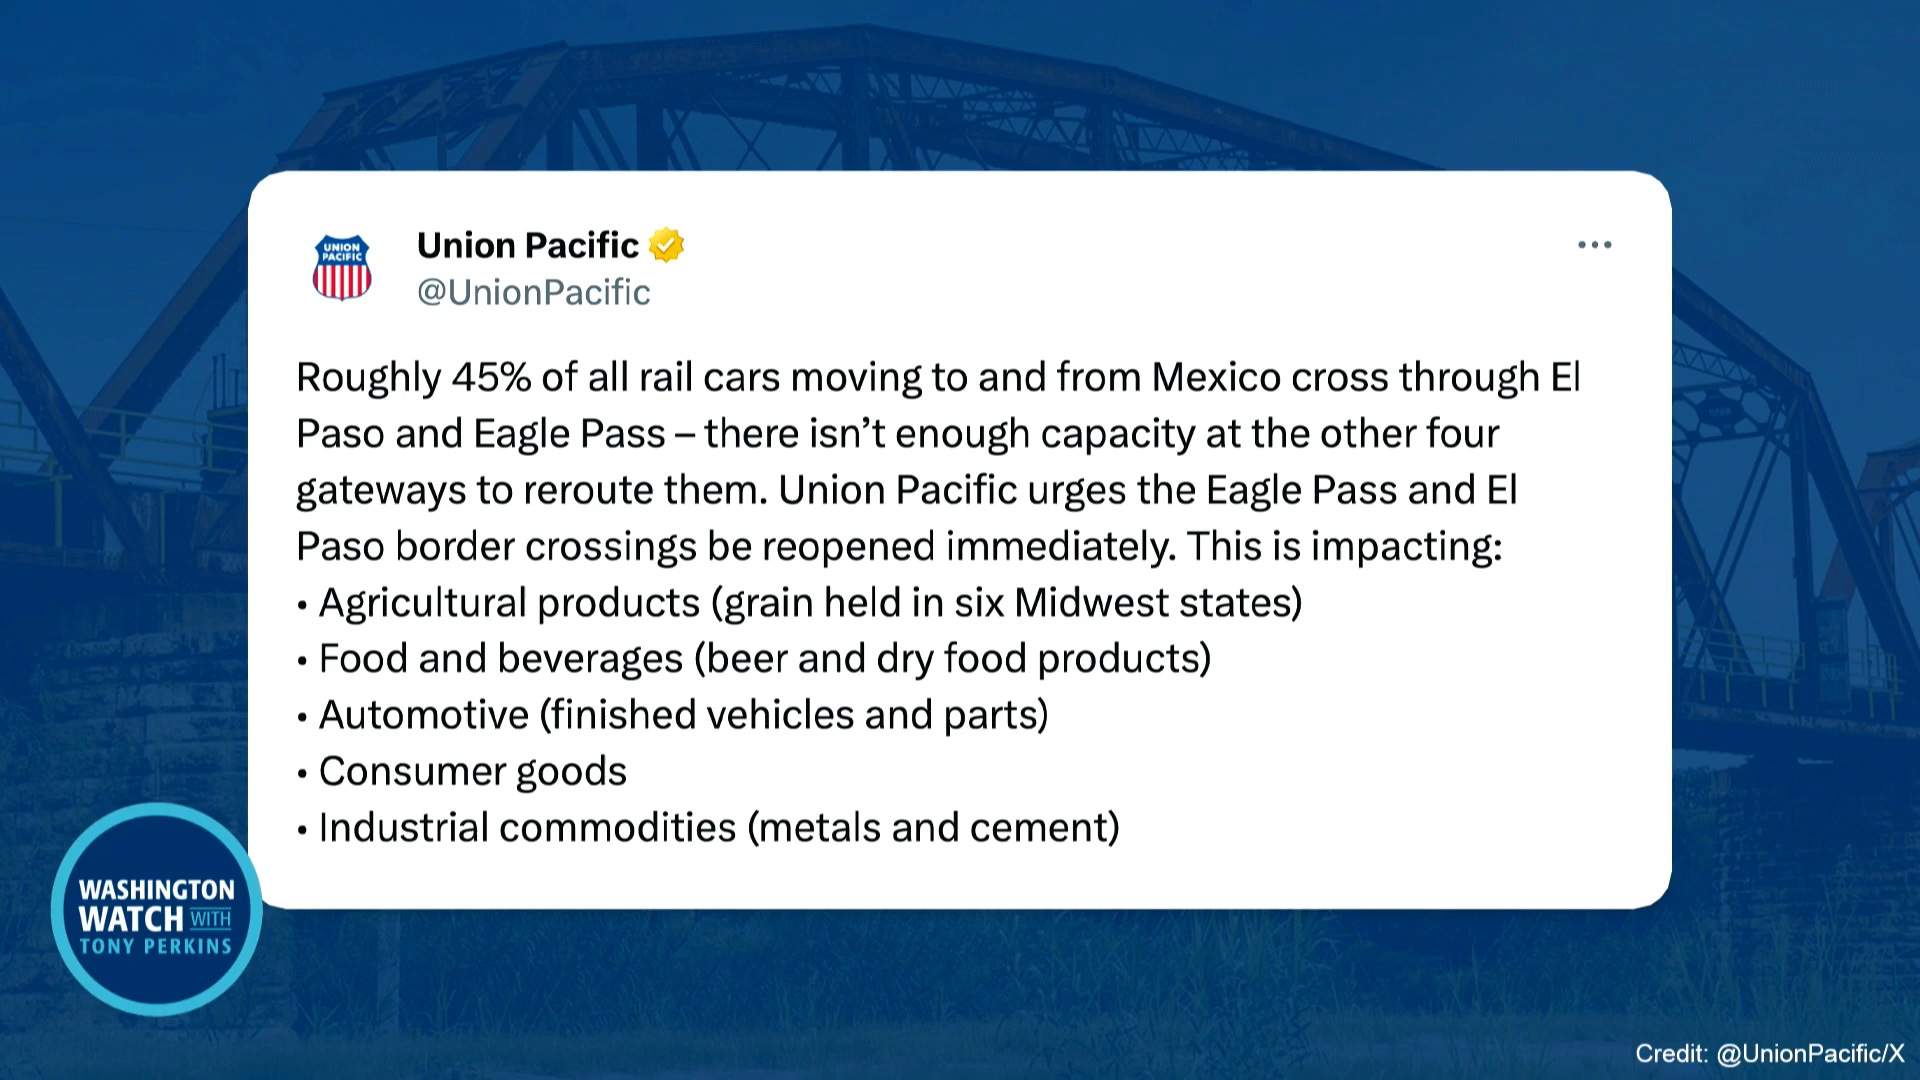 UNION
PACIFIC
Union Pacific
@UnionPacific
Roughly 45% of all rail cars moving to and from Mexico cross through El
Paso and Eagle Pass – there isn’t enough capacity at the other four
gateways to reroute them. Union Pacific urges the Eagle Pass and El
Paso border crossings be reopened immediately. This is impacting:
• Agricultural products (grain held in six Midwest states)
• Food and beverages (beer and dry food products)
• Automotive (finished vehicles and parts)
• Consumer goods
• Industrial commodities (metals and cement)
WASHINGTON
WATCH WITH
TONY PERKINS
Credit: @UnionPacific/X